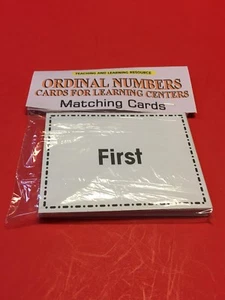 TEACHING AND LEARNING RESOURCE
ORDINAL NUMBERS
CARDS FOR LEARNING CENTERS
Matching Cards
First